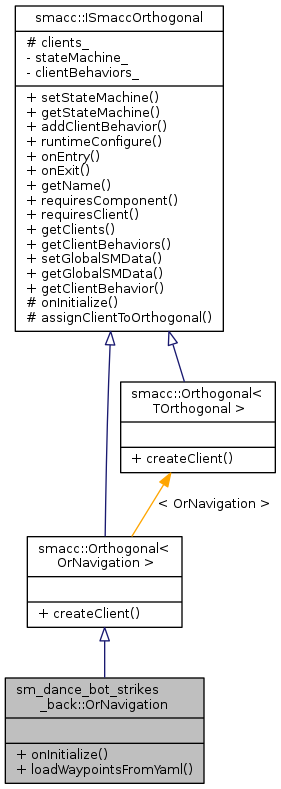 smacc::ISmaccOrthogonal
# clients_
- stateMachine_
- clientBehaviors_
+ setStateMachine()
+ getStateMachine()
+ addClientBehavior()
+ runtimeConfigure()
+ onEntry()
+ onExit()
+ getName()
+ requiresComponent()
+ requiresClient()
+ getClients()
+ getClientBehaviors()
+ setGlobalSMData()
+ getGlobalSMData()
+ getClientBehavior()
# onInitialize()
# assignClientToOrthogonal()
smacc::Orthogonal<
TOrthogonal >
+ createClient()
< OrNavigation >
smacc::Orthogonal<
OrNavigation >
+ createClient()
sm_dance_bot_strikes
_back::OrNavigation
+ onInitialize()
+ loadWaypointsFromYaml()